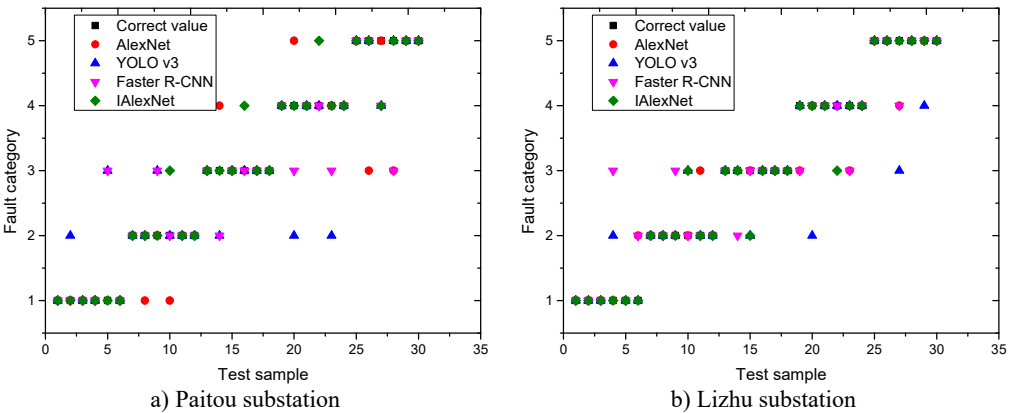 Correct value
AlexNet
YOLO v3
Faster R-CNN
IAlexNet
5
4
3
2
1
Fault category
0 5 10 15 20 25 30 35
Test sample
a) Paitou substation
Correct value
AlexNet
YOLO v3
Faster R-CNN
IAlexNet
5
4
3
2
1
Fault category
0 5 10 15 20 25 30 35
Test sample
b) Lizhu substation